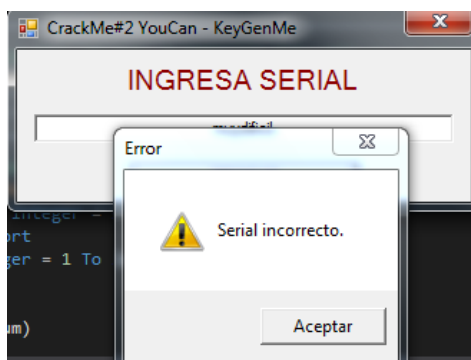 CrackMe#2 YouCan - KeyGenMe
INGRESA SERIAL
Error
Serial incorrecto.
Aceptar
Integer =
ort
ger = 1 To
um)